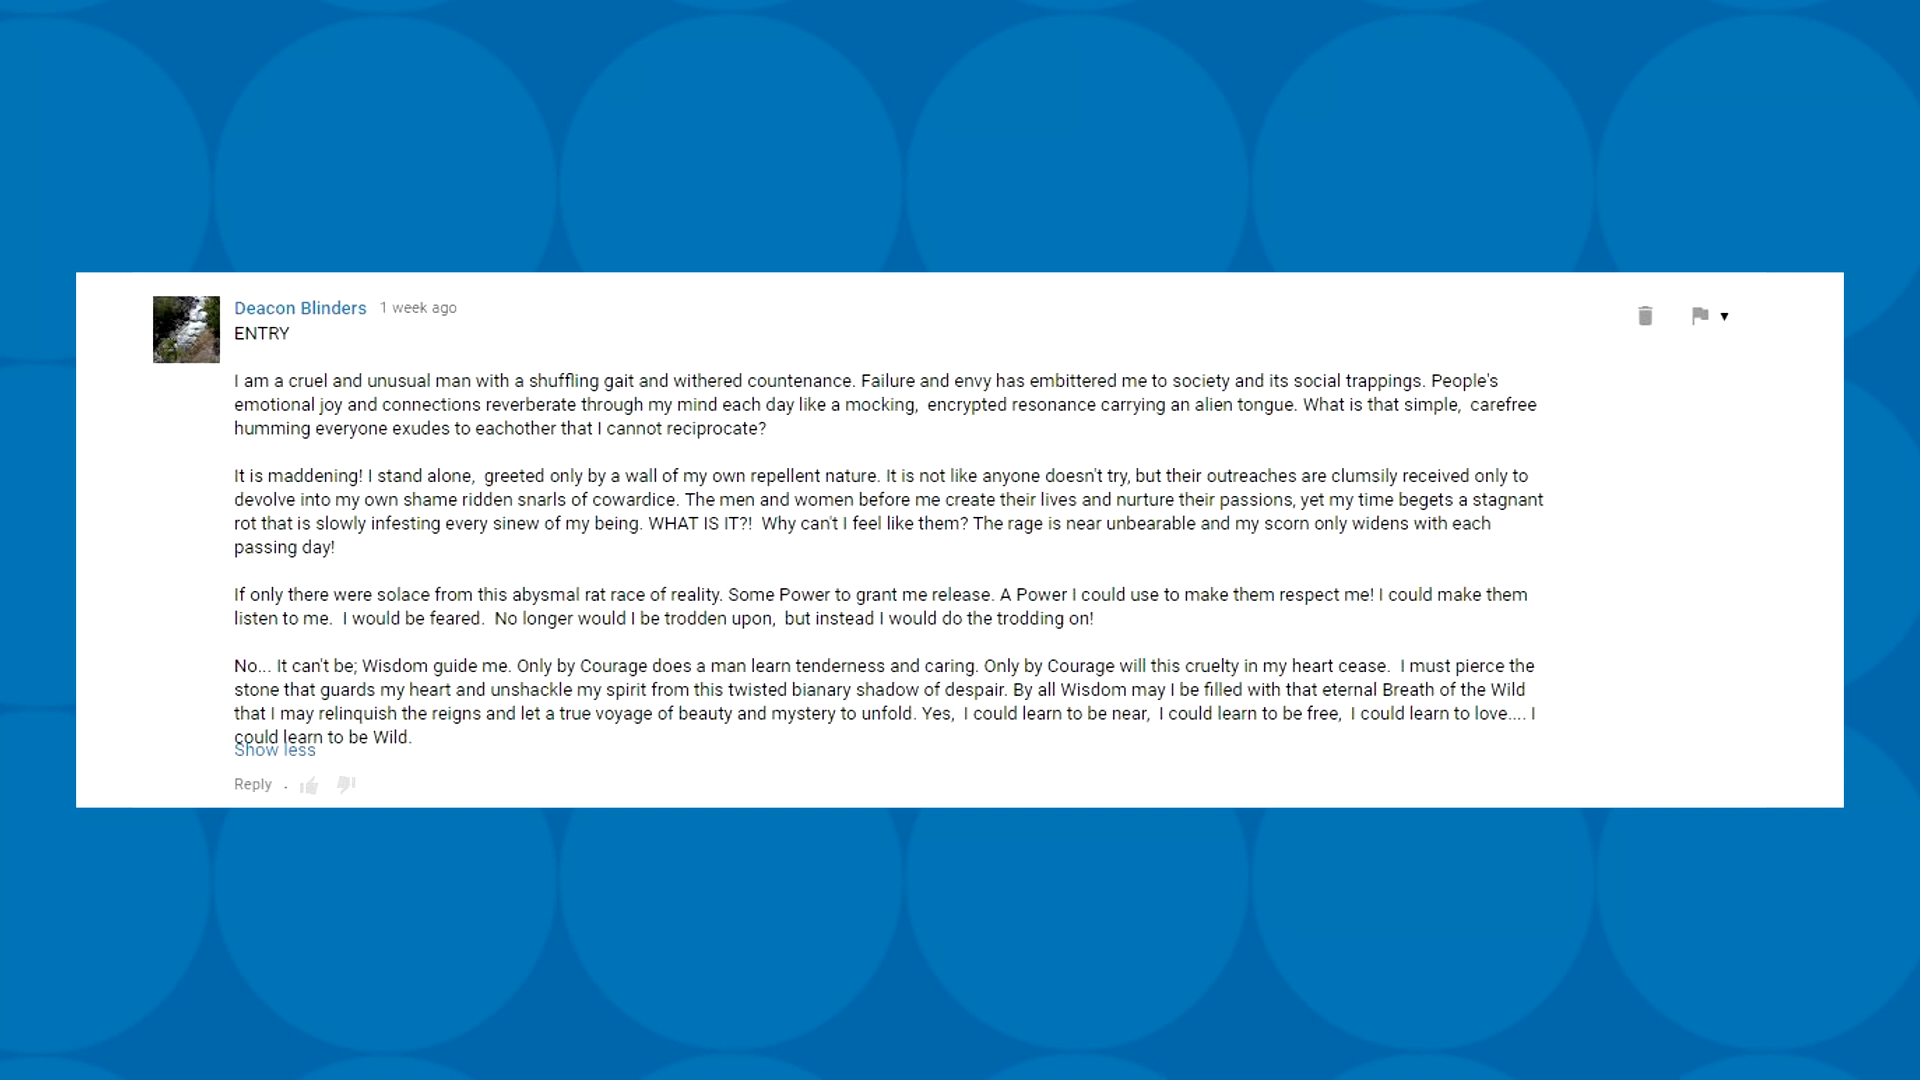 Deacon Blinders 1 week ago
ENTRY
I am a cruel and unusual man with a shuffling gait and withered countenance. Failure and envy has embittered me to society and its social trappings. People's
emotional joy and connections reverberate through my mind each day like a mocking, encrypted resonance carrying an alien tongue. What is that simple, carefree
humming everyone exudes to eachother that I cannot reciprocate?
It is maddening! I stand alone, greeted only by a wall of my own repellent nature. It is not like anyone doesn't try, but their outreaches are clumsily received only to
devolve into my own shame ridden snarls of cowardice. The men and women before me create their lives and nurture their passions, yet my time begets a stagnant
rot that is slowly infesting every sinew of my being. WHAT IS IT?! Why can't I feel like them? The rage is near unbearable and my scorn only widens with each
passing day!
If only there were solace from this abysmal rat race of reality. Some Power to grant me release. A Power I could use to make them respect me! I could make them
listen to me. I would be feared. No longer would I be trodden upon, but instead I would do the trodding on!
No... It can't be; Wisdom guide me. Only by Courage does a man learn tenderness and caring. Only by Courage will this cruelty in my heart cease. I must pierce the
stone that guards my heart and unshackle my spirit from this twisted bianary shadow of despair. By all Wisdom may I be filled with that eternal Breath of the Wild
that I may relinquish the reigns and let a true voyage of beauty and mystery to unfold. Yes, I could learn to be near, I could learn to be free, I could learn to love.... I
could learn to be Wild.
Show less
Reply .